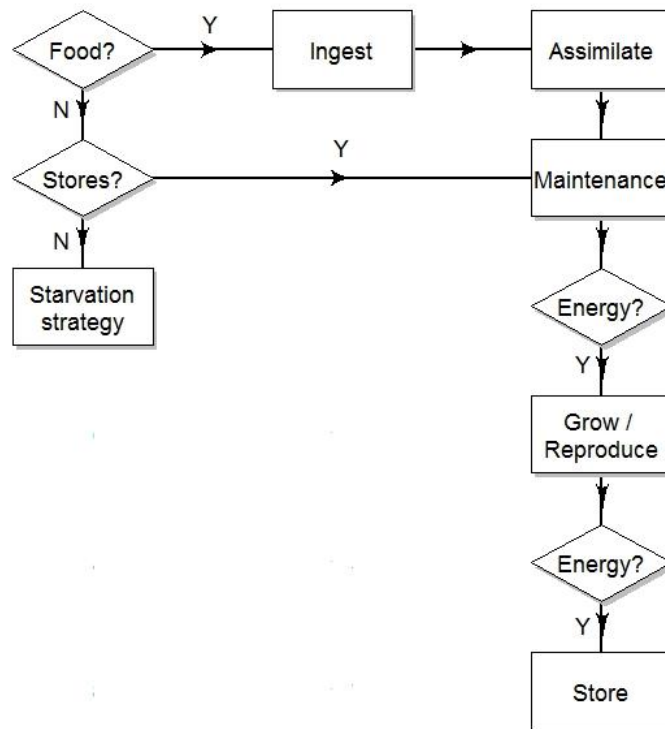 Food?
Y
Ingest
Assimilate
N
Stores?
Y
Maintenance
N
Starvation
strategy
Energy?
Y
Grow /
Reproduce
Energy?
Y
Store